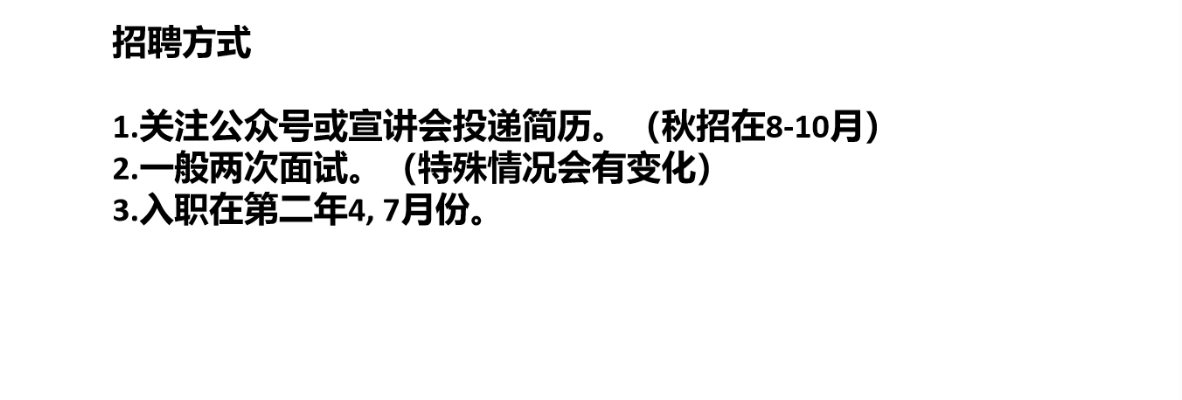 招聘方式
1.关注公众号或宣讲会投递简历。（秋招在8-10月）
2.一般两次面试。（特殊情况会有变化）
3.入职在第二年4, 7月份。